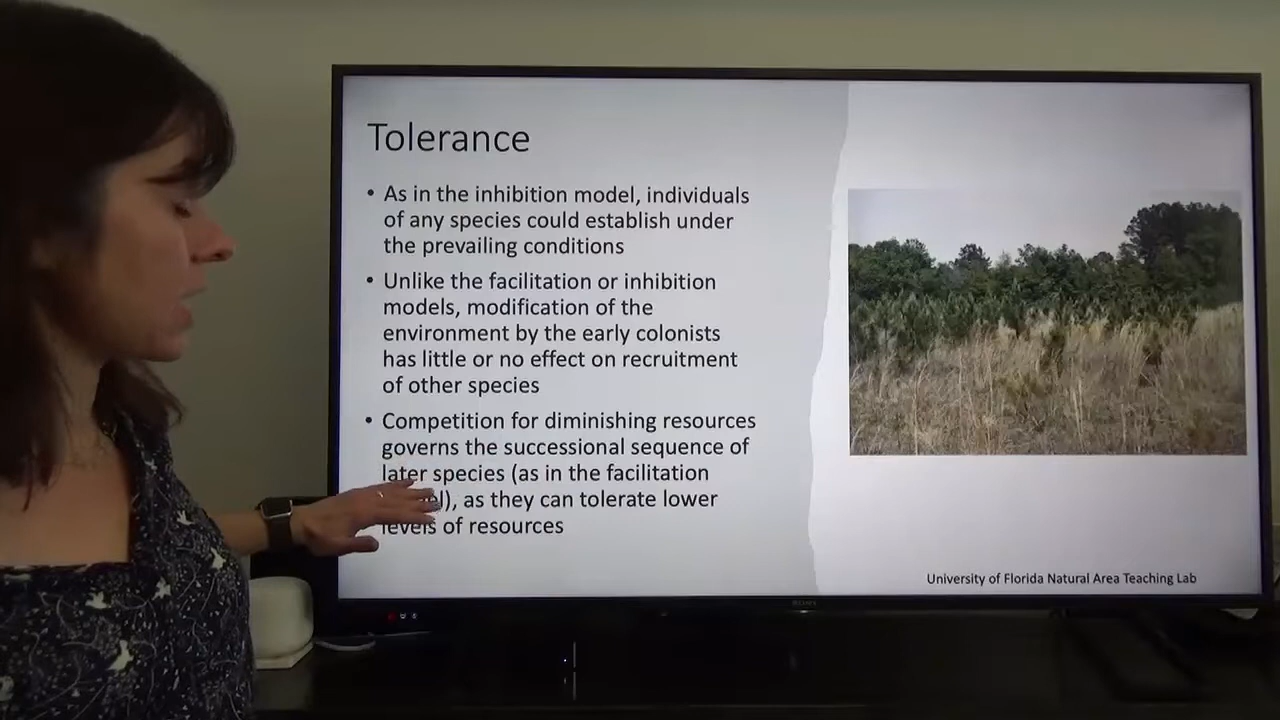 Tolerance
• As in the inhibition model, individuals
of any species could establish under
the prevailing conditions
• Unlike the facilitation or inhibition
models, modification of the
environment by the early colonists
has little or no effect on recruitment
of other species
• Competition for diminishing resources
governs the successional sequence of
later species (as in the facilitation
), as they can tolerate lower
levels of resources
University of Florida Natural Area Teaching Lab
SONY